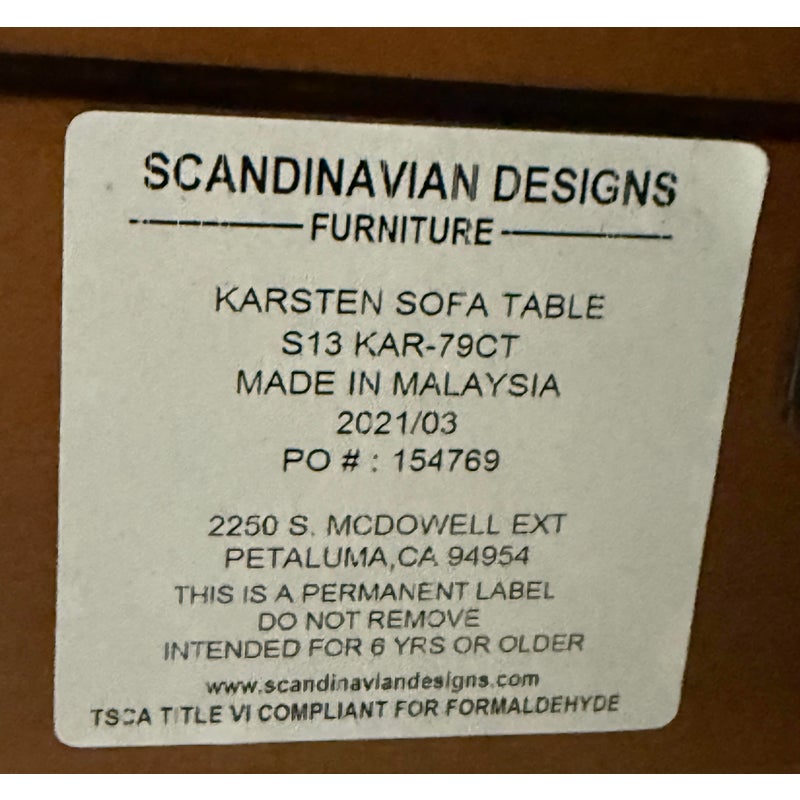 SCANDINAVIAN DESIGNS
FURNITURE
KARSTEN SOFA TABLE
S13 KAR-79CT
MADE IN MALAYSIA
2021/03
PO # : 154769
2250 S. MCDOWELL EXT
PETALUMA,CA 94954
THIS IS A PERMANENT LABEL
DO NOT REMOVE
INTENDED FOR 6 YRS OR OLDER
www.scandinaviandesigns.com
TSCA TITLE VI COMPLIANT FOR FORMALDEHYDE